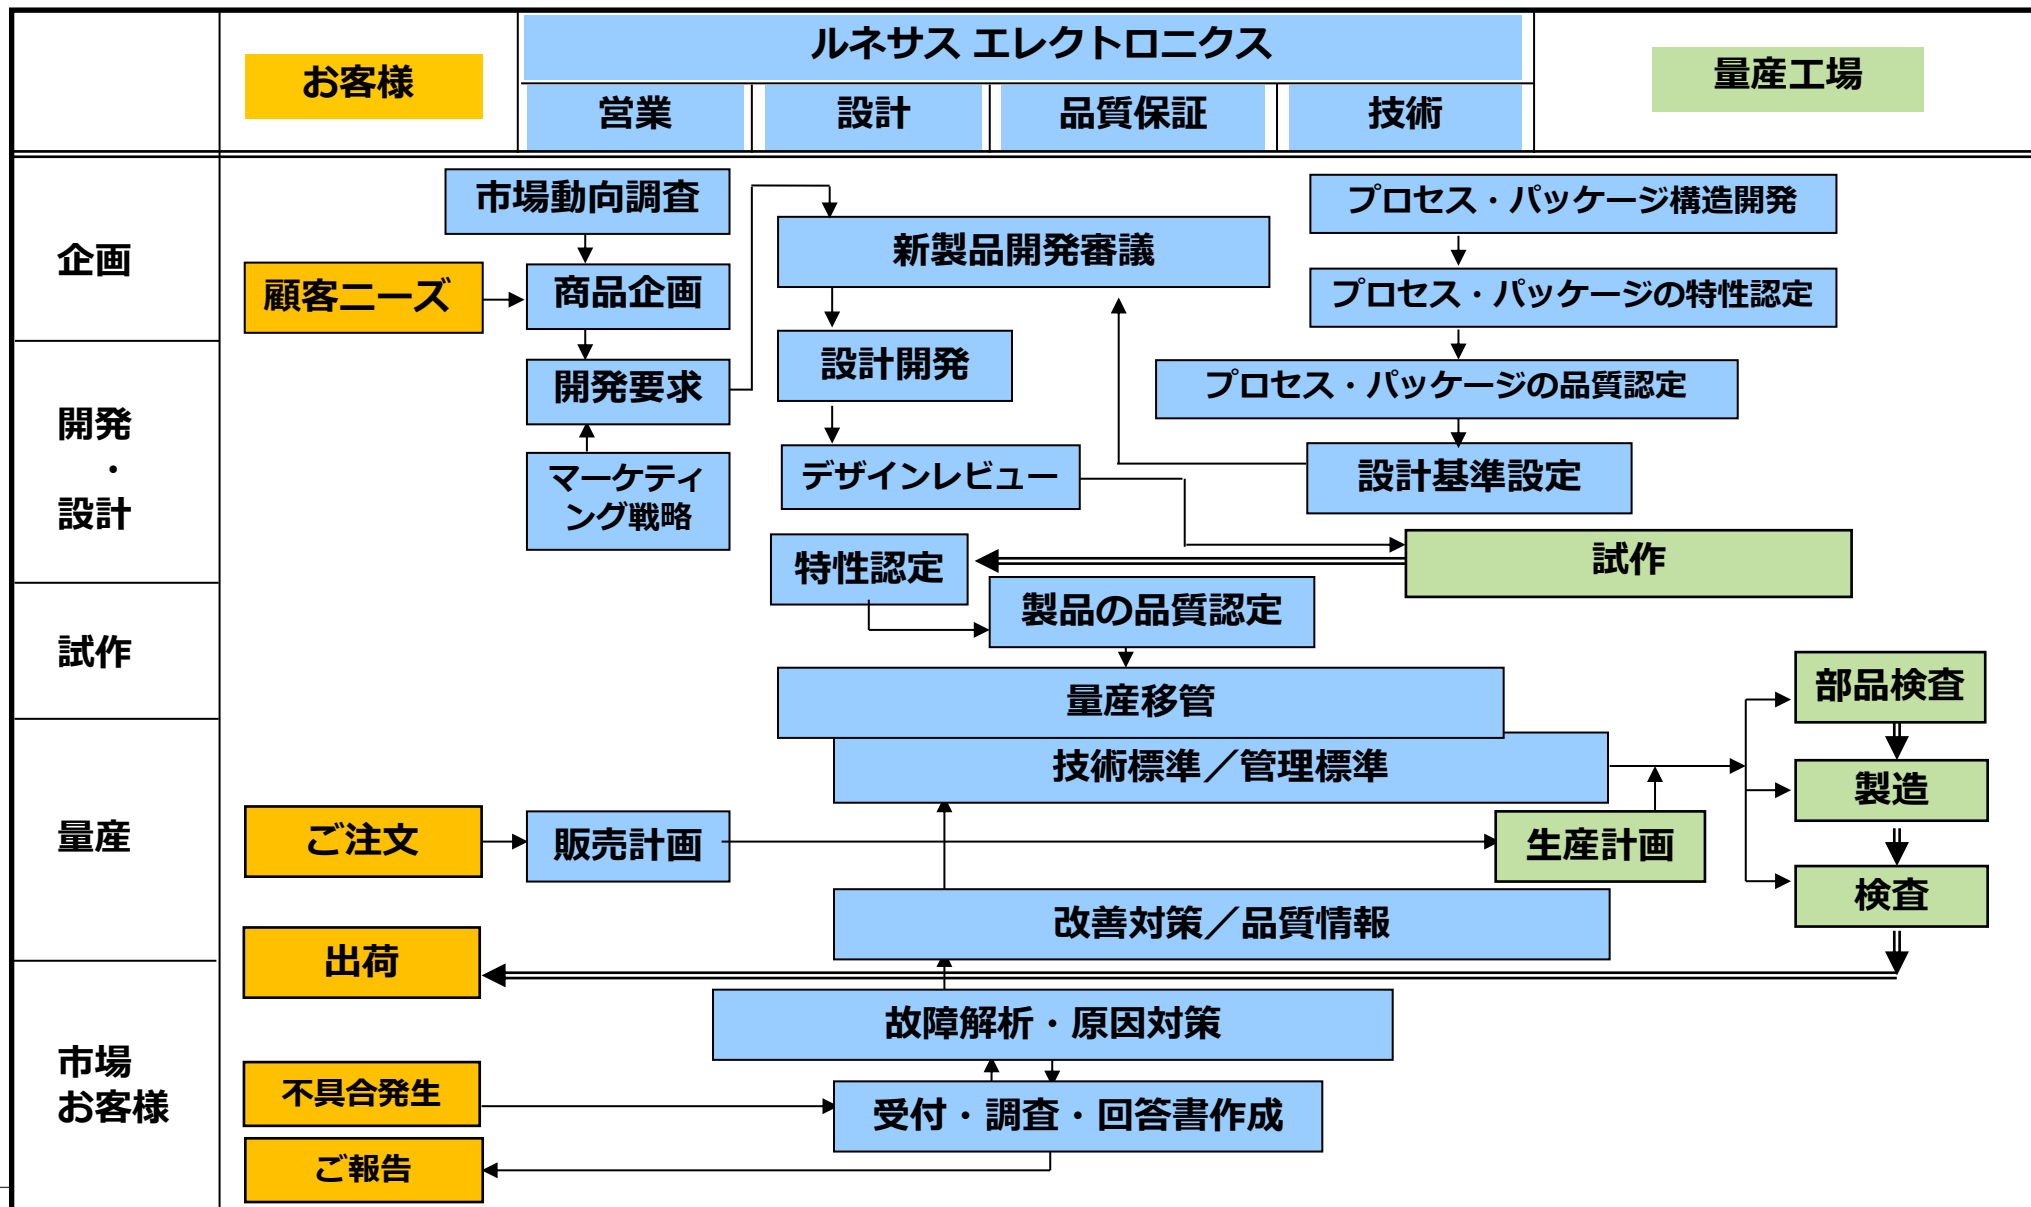 お客様
ルネサス エレクトロニクス
量産工場
営業
設計
品質保証
技術
企画
市場動向調査
プロセス・パッケージ構造開発
新製品開発審議
顧客ニーズ
商品企画
プロセス・パッケージの特性認定
開発
・
設計
開発要求
設計開発
プロセス・パッケージの品質認定
マーケティ
ング戦略
デザインレビュー
設計基準設定
特性認定
試作
製品の品質認定
試作
量産移管
部品検査
技術標準／管理標準
製造
量産
ご注文
販売計画
生産計画
検査
改善対策／品質情報
出荷
市場
お客様
故障解析・原因対策
不具合発生
受付・調査・回答書作成
ご報告